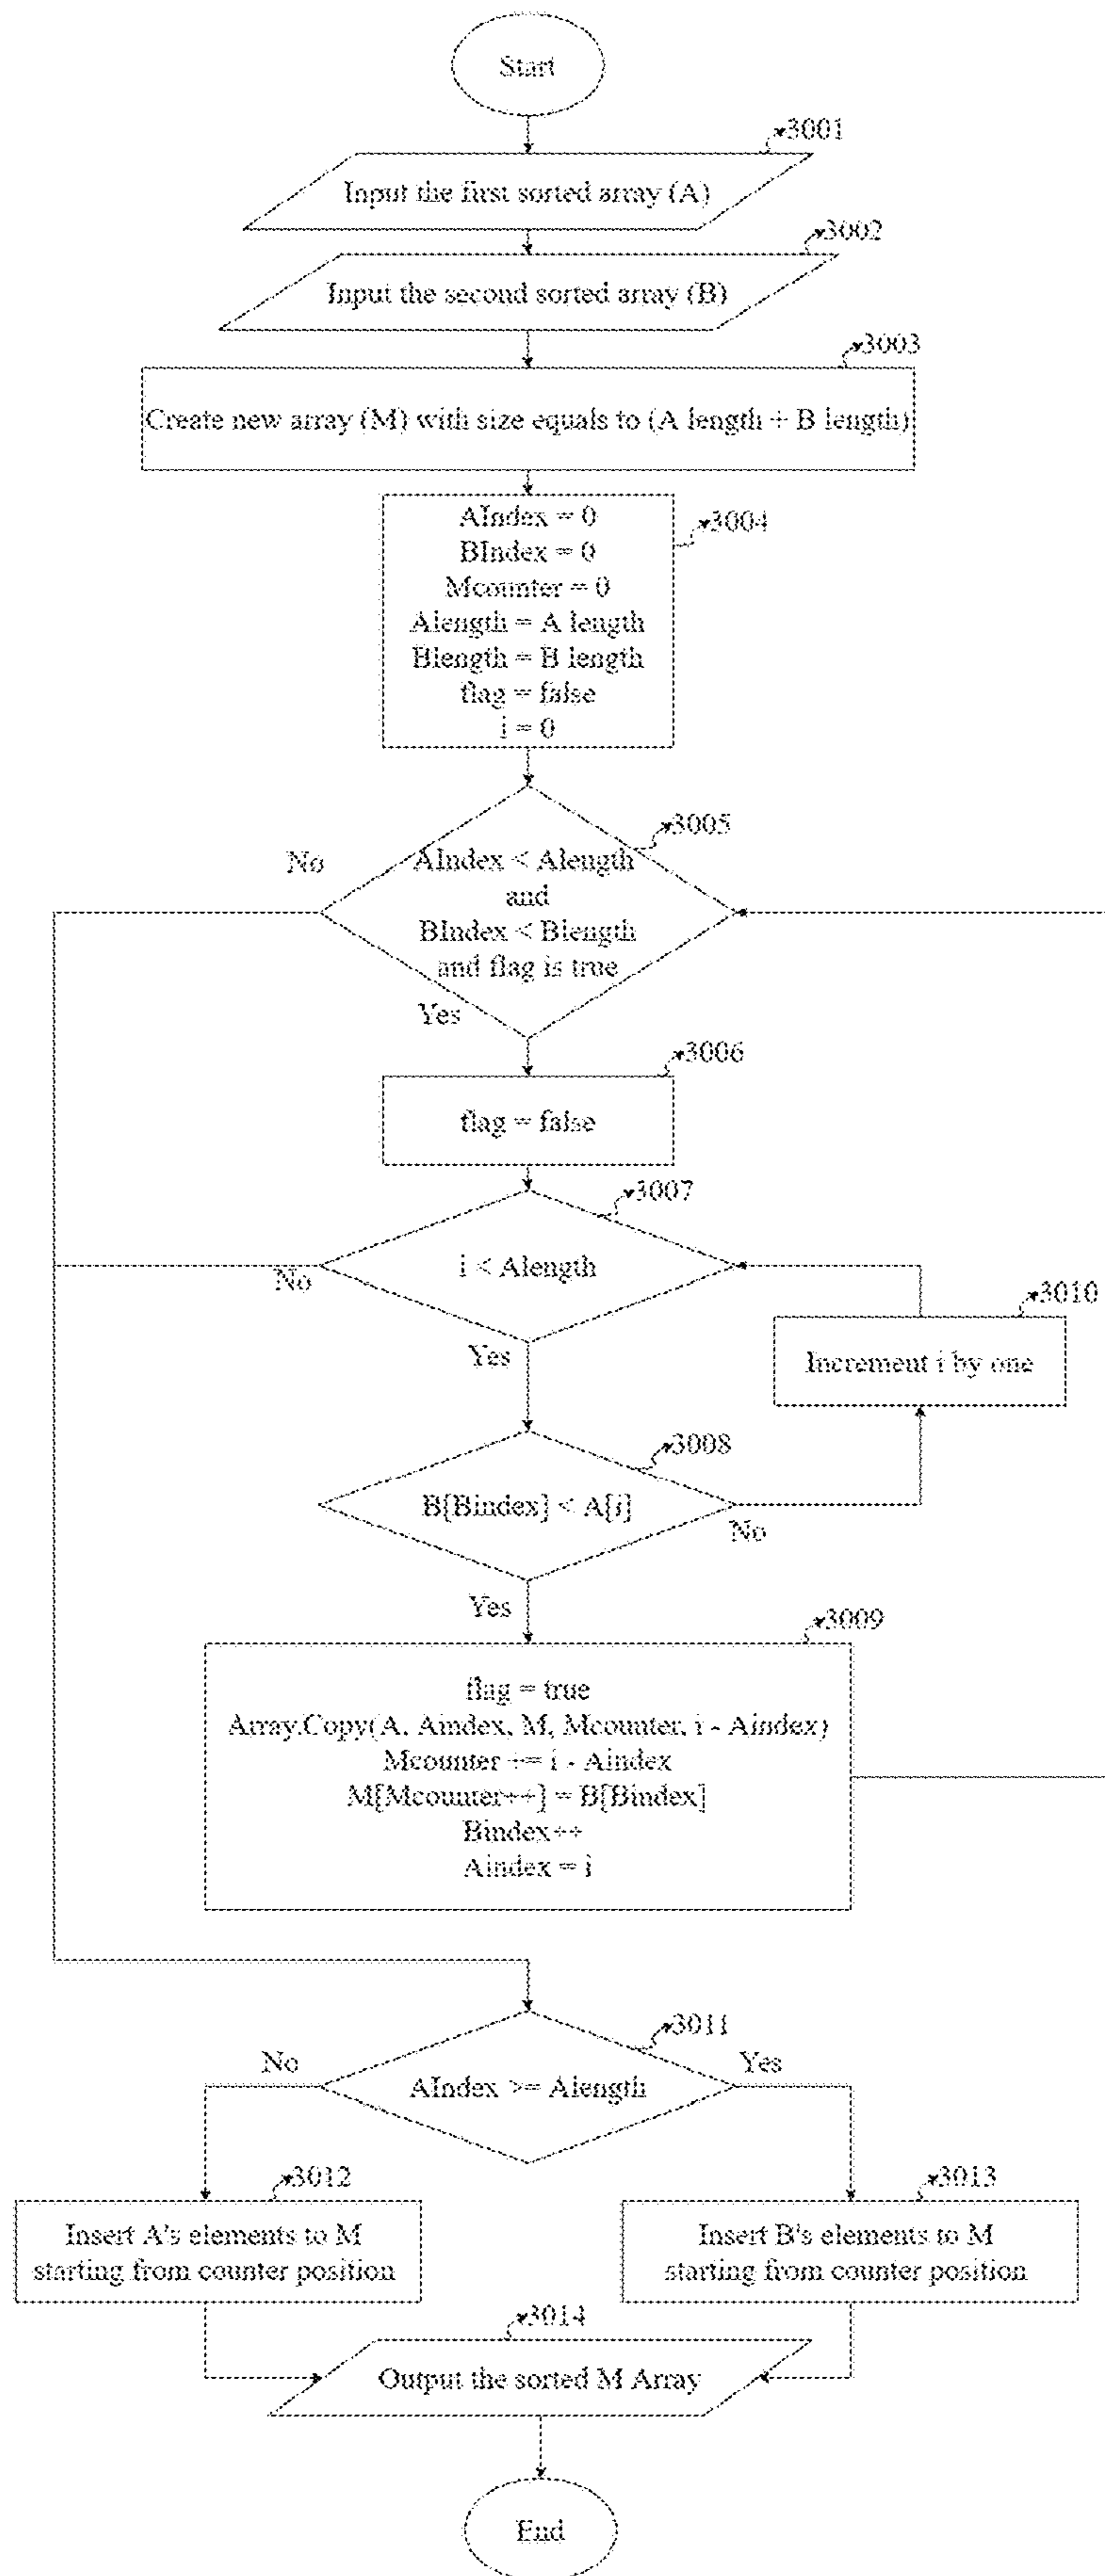 Start
3001
Input the first sorted array (A)
3002
Input the second sorted array (B)
3003
Create new array (M) with size equals to (A length + B length)
3004
AIndex = 0
BIndex = 0
Mcounter = 0
Alength = A length
Blength = B length
flag = false
i = 0
3005
No
AIndex < Alength
and
BIndex < Blength
and flag is true
Yes
3006
flag = false
3007
i < Alength
No
3010
Yes
Increment i by one
3008
B[Bindex] < A[i]
No
Yes
3009
flag = true
Array.Copy(A, Aindex, M, Mcounter, i - Aindex)
Mcounter += i - Aindex
M[Mcounter++] = B[Bindex]
Bindex++
Aindex = i
3011
No
Yes
AIndex >= Alength
3012
3013
Insert A's elements to M
starting from counter position
Insert B's elements to M
starting from counter position
3014
Output the sorted M Array
End